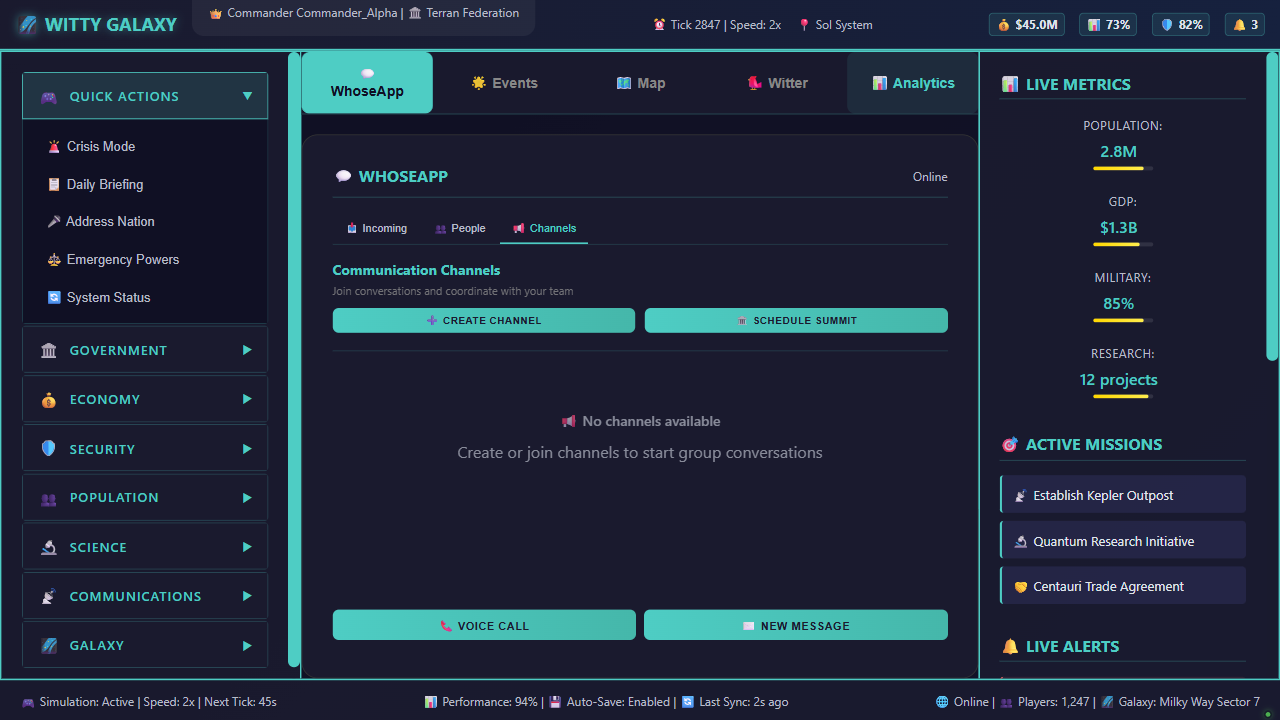 WITTY GALAXY
Commander Commander_Alpha | Terran Federation
Tick 2847 | Speed: 2x
Sol System
$45.0M
73%
82%
3
QUICK ACTIONS
Crisis Mode
Daily Briefing
Address Nation
Emergency Powers
System Status
GOVERNMENT
ECONOMY
SECURITY
POPULATION
SCIENCE
COMMUNICATIONS
GALAXY
WhoseApp
Events
Map
Witter
Analytics
WHOSEAPP
Online
Incoming
People
Channels
Communication Channels
Join conversations and coordinate with your team
CREATE CHANNEL
SCHEDULE SUMMIT
No channels available
Create or join channels to start group conversations
VOICE CALL
NEW MESSAGE
LIVE METRICS
POPULATION:
2.8M
GDP:
$1.3B
MILITARY:
85%
RESEARCH:
12 projects
ACTIVE MISSIONS
Establish Kepler Outpost
Quantum Research Initiative
Centauri Trade Agreement
LIVE ALERTS
Simulation: Active | Speed: 2x | Next Tick: 45s
Performance: 94% | Auto-Save: Enabled | Last Sync: 2s ago
Online | Players: 1,247 | Galaxy: Milky Way Sector 7